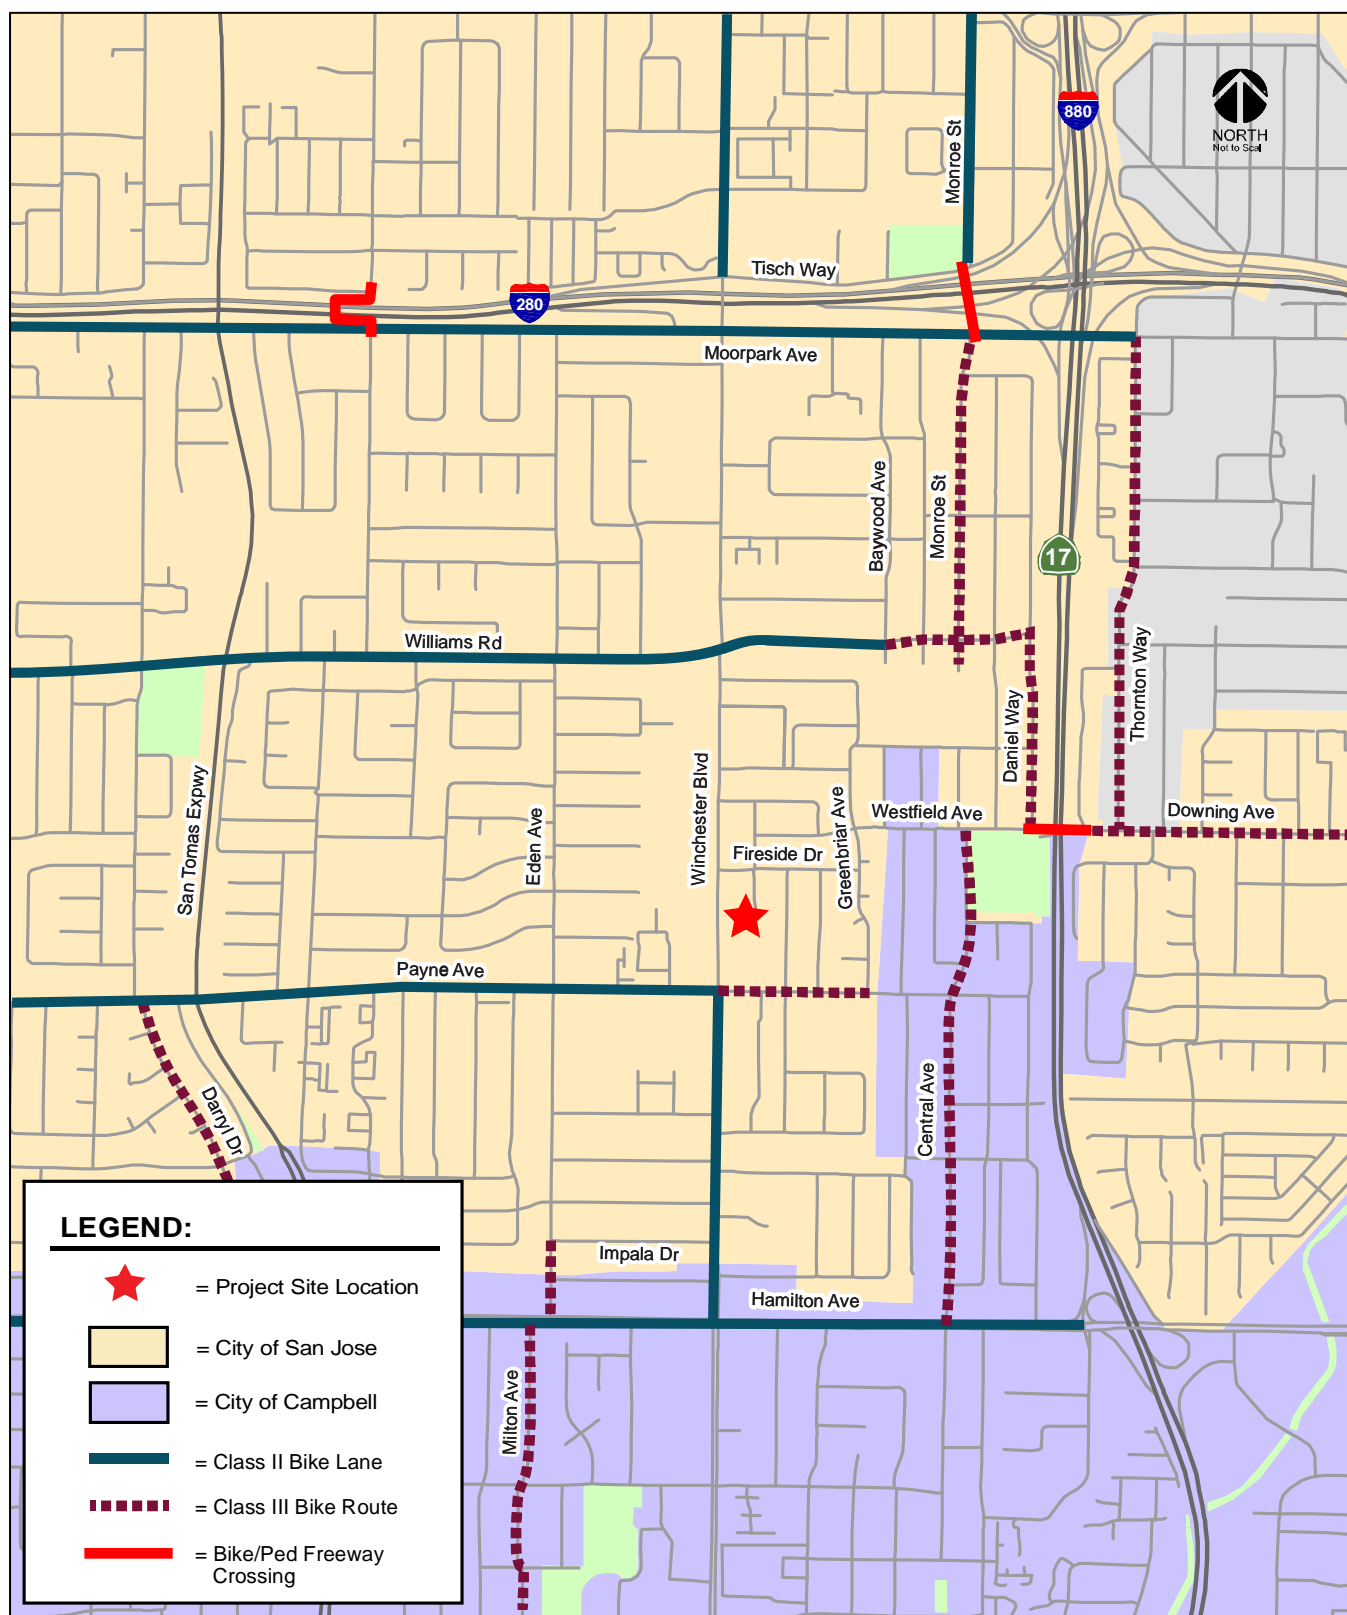 880
Monroe St
NORTH
Not to Scal
Tisch Way
280
Moorpark Ave
Baywood Ave
Monroe St
17
Williams Rd
Thornton Way
Daniel Way
San Tomas Expwy
Winchester Blvd
Eden Ave
Greenbriar Ave
Westfield Ave
Downing Ave
Fireside Dr
Payne Ave
Central Ave
Darryl Dr
Impala Dr
Hamilton Ave
Milton Ave
LEGEND:
= Project Site Location
= City of San Jose
= City of Campbell
= Class II Bike Lane
= Class III Bike Route
= Bike/Ped Freeway
Crossing